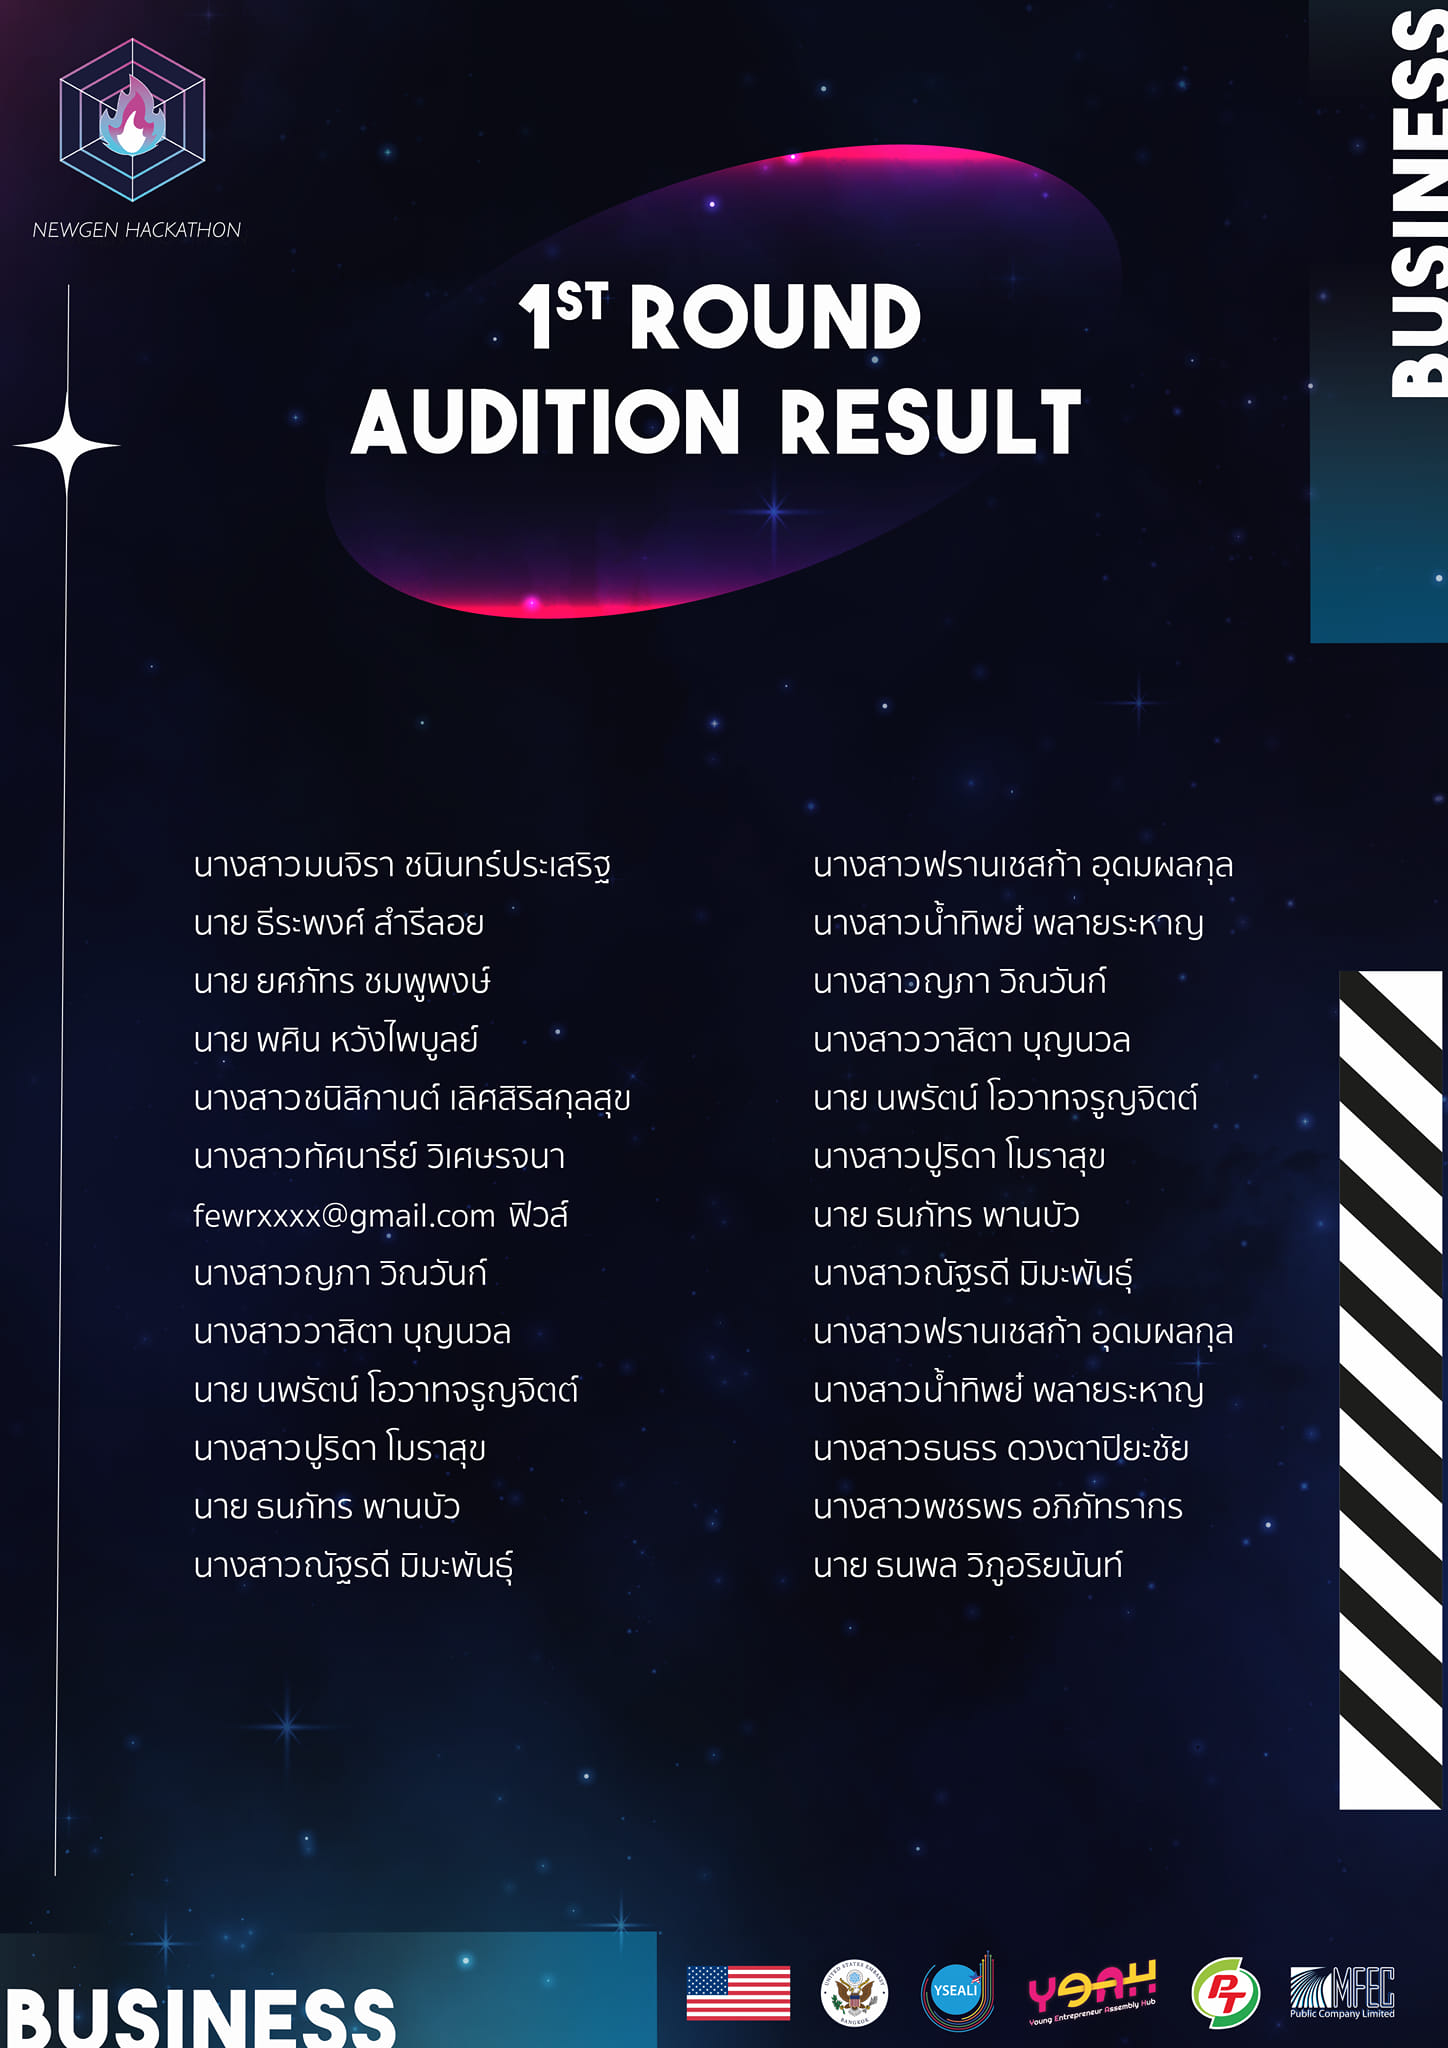 NEWGEN HACKATHON
BUSINESS
1ST ROUND
AUDITION RESULT
นางสาวมนจิรา ชนินทร์ประเสริฐ
นาย ธีระพงศ์ สำรีลอย
นาย ยศภัทร ชมพูพงษ์
นาย พศิน หวังไพบูลย์
นางสาวชนิสิกานต์ เลิศสิริสกุลสุข
นางสาวทัศนารีย์ วิเศษรจนา
fewrxxxx@gmail.com ฟิวส์
นางสาวญภา วิณวันก์
นางสาววาสิตา บุญนวล
นาย นพรัตน์ โอวาทจรูญจิตต์
นางสาวปูริดา โมราสุข
นาย ธนภัทร พานบัว
นางสาวณัฐรดี มิมะพันธุ์
นางสาวฟรานเชสก้า อุดมผลกุล
นางสาวน้ำทิพย์ พลายระหาญ
นางสาวญภา วิณวันก์
นางสาววาสิตา บุญนวล
นาย นพรัตน์ โอวาทจรูญจิตต์
นางสาวปูริดา โมราสุข
นาย ธนภัทร พานบัว
นางสาวณัฐรดี มิมะพันธุ์
นางสาวฟรานเชสก้า อุดมผลกุล
นางสาวน้ำทิพย์ พลายระหาญ
นางสาวธนธร ดวงตาปิยะชัย
นางสาวพชรพร อภิภัทรากร
นาย ธนพล วิภูอริยนันท์
BUSINESS
UNITED STATES EMBASSY
BANGKOK
YSEALI
Young Entrepreneur Assembly Hub
PT
MFEC
Public Company Limited